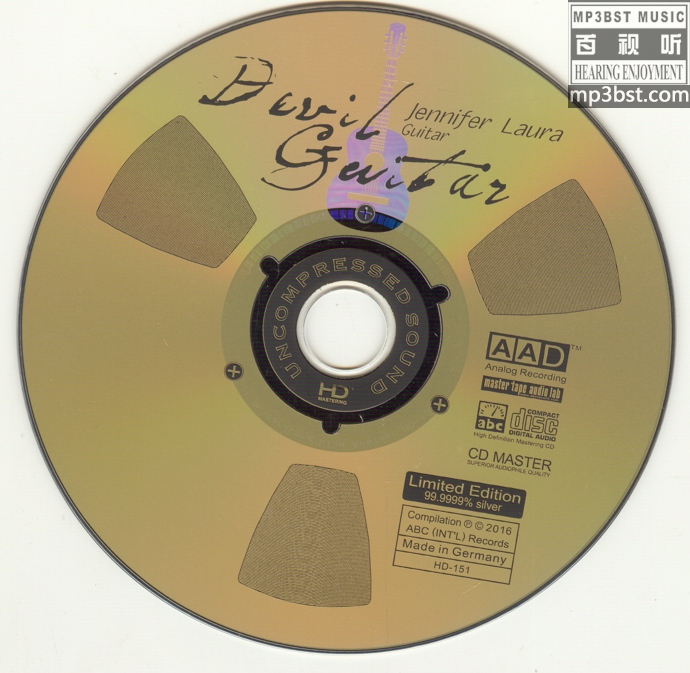 MP3BST MUSIC
百视听
HEARING ENJOYMENT
mp3bst.com
Devil
Guitar
Jennifer Laura
Guitar
UNCOMPRESSED SOUND
HD
MASTERING
AAD™
Analog Recording
master tape audio lab
abc
COMPACT
disc
DIGITAL AUDIO
High Definition Mastering CD
CD MASTER
SUPERIOR AUDIOPHILE QUALITY
Limited Edition
99.9999% silver
Compilation ℗ © 2016
ABC (INT'L) Records
Made in Germany
HD-151